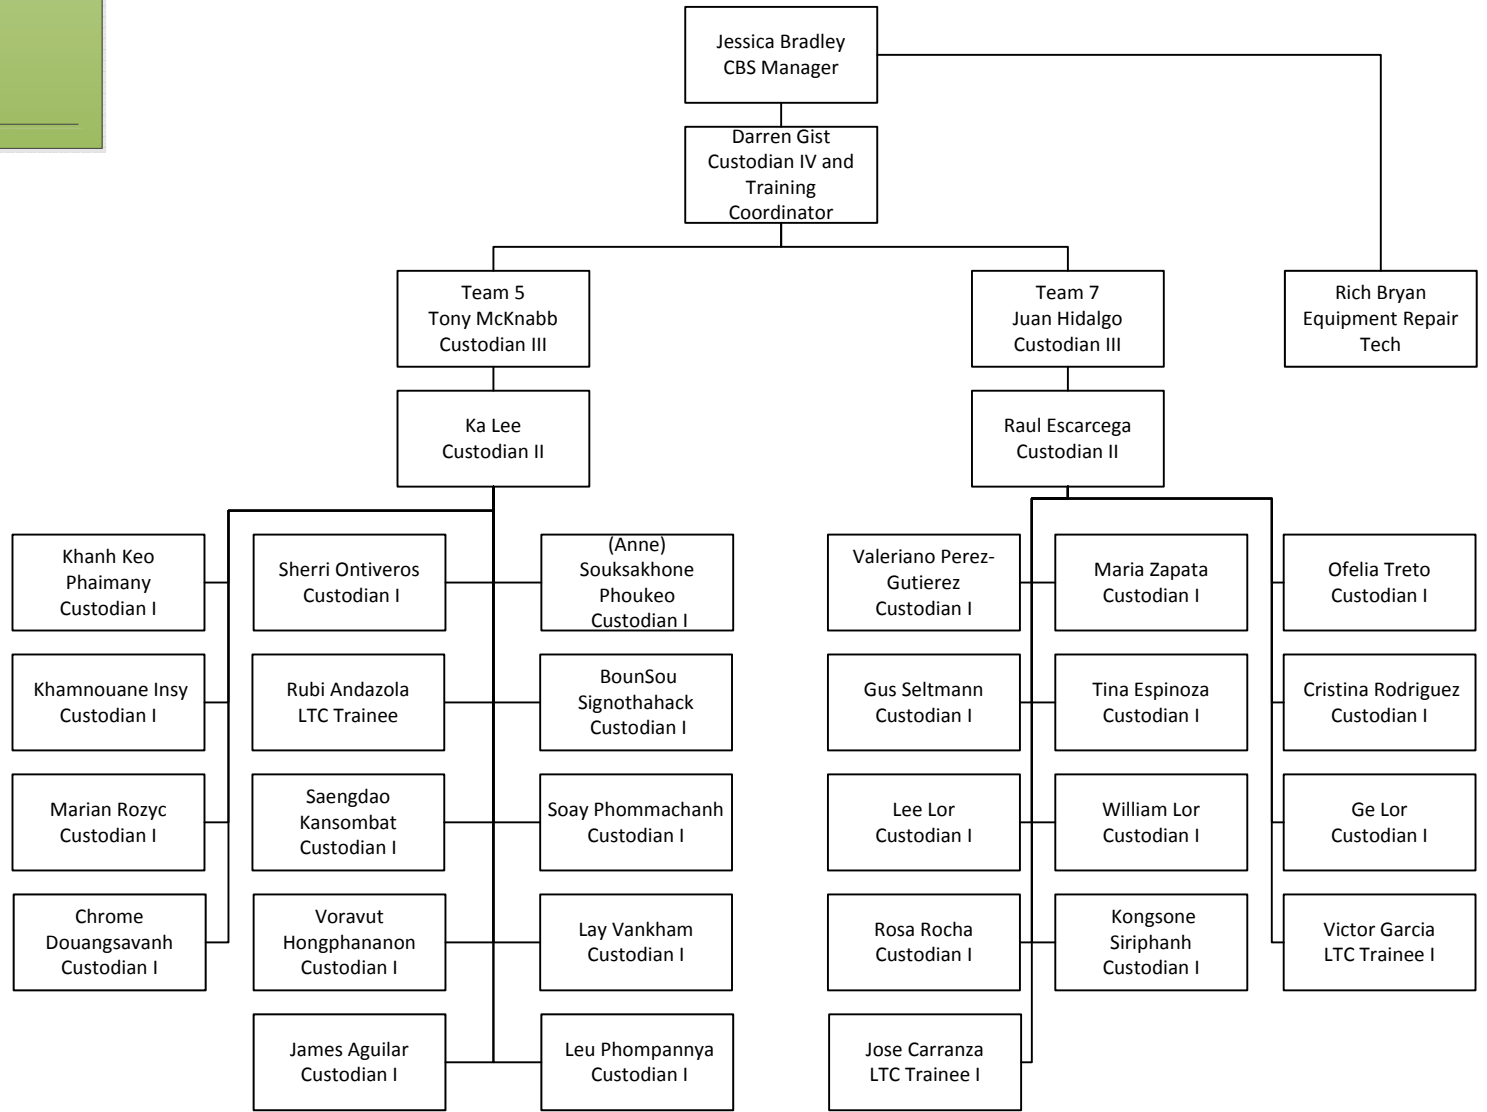 Jessica Bradley
CBS Manager
Darren Gist
Custodian IV and
Training
Coordinator
Team 5
Tony McKnabb
Custodian III
Team 7
Juan Hidalgo
Custodian III
Rich Bryan
Equipment Repair
Tech
Ka Lee
Custodian II
Raul Escarcega
Custodian II
Khanh Keo
Phaimany
Custodian I
Sherri Ontiveros
Custodian I
(Anne)
Souksakhone
Phoukeo
Custodian I
Valeriano Perez-
Gutierez
Custodian I
Maria Zapata
Custodian I
Ofelia Treto
Custodian I
Khamnouane Insy
Custodian I
Rubi Andazola
LTC Trainee
BounSou
Signothahack
Custodian I
Gus Seltmann
Custodian I
Tina Espinoza
Custodian I
Cristina Rodriguez
Custodian I
Marian Rozyc
Custodian I
Saengdao
Kansombat
Custodian I
Soay Phommachanh
Custodian I
Lee Lor
Custodian I
William Lor
Custodian I
Ge Lor
Custodian I
Chrome
Douangsavanh
Custodian I
Voravut
Hongphananon
Custodian I
Lay Vankham
Custodian I
Rosa Rocha
Custodian I
Kongsone
Siriphanh
Custodian I
Victor Garcia
LTC Trainee I
James Aguilar
Custodian I
Leu Phompannya
Custodian I
Jose Carranza
LTC Trainee I